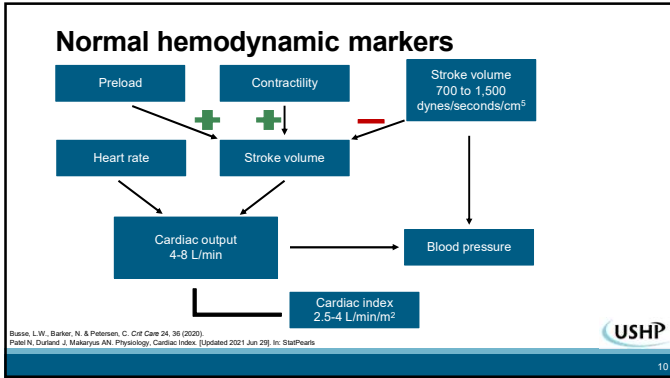 Normal hemodynamic markers
Preload
Contractility
Stroke volume
700 to 1,500
dynes/seconds/cm⁵
Heart rate
Stroke volume
Cardiac output
4-8 L/min
Blood pressure
Cardiac index
2.5-4 L/min/m²
Busse, L.W., Barker, N. & Petersen, C. Crit Care 24, 36 (2020).
Patel N, Durland J, Makaryus AN. Physiology, Cardiac Index. [Updated 2021 Jun 29]. In: StatPearls
USHP
10